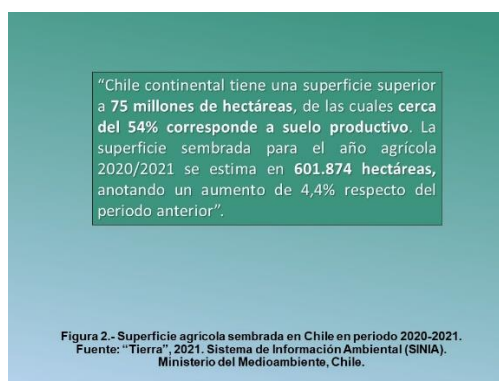 “Chile continental tiene una superficie superior
a 75 millones de hectáreas, de las cuales cerca
del 54% corresponde a suelo productivo. La
superficie sembrada para el año agrícola
2020/2021 se estima en 601.874 hectáreas,
anotando un aumento de 4,4% respecto del
periodo anterior”.
Figura 2.- Superficie agrícola sembrada en Chile en periodo 2020-2021.
Fuente: “Tierra”, 2021. Sistema de Información Ambiental (SINIA).
Ministerio del Medioambiente, Chile.